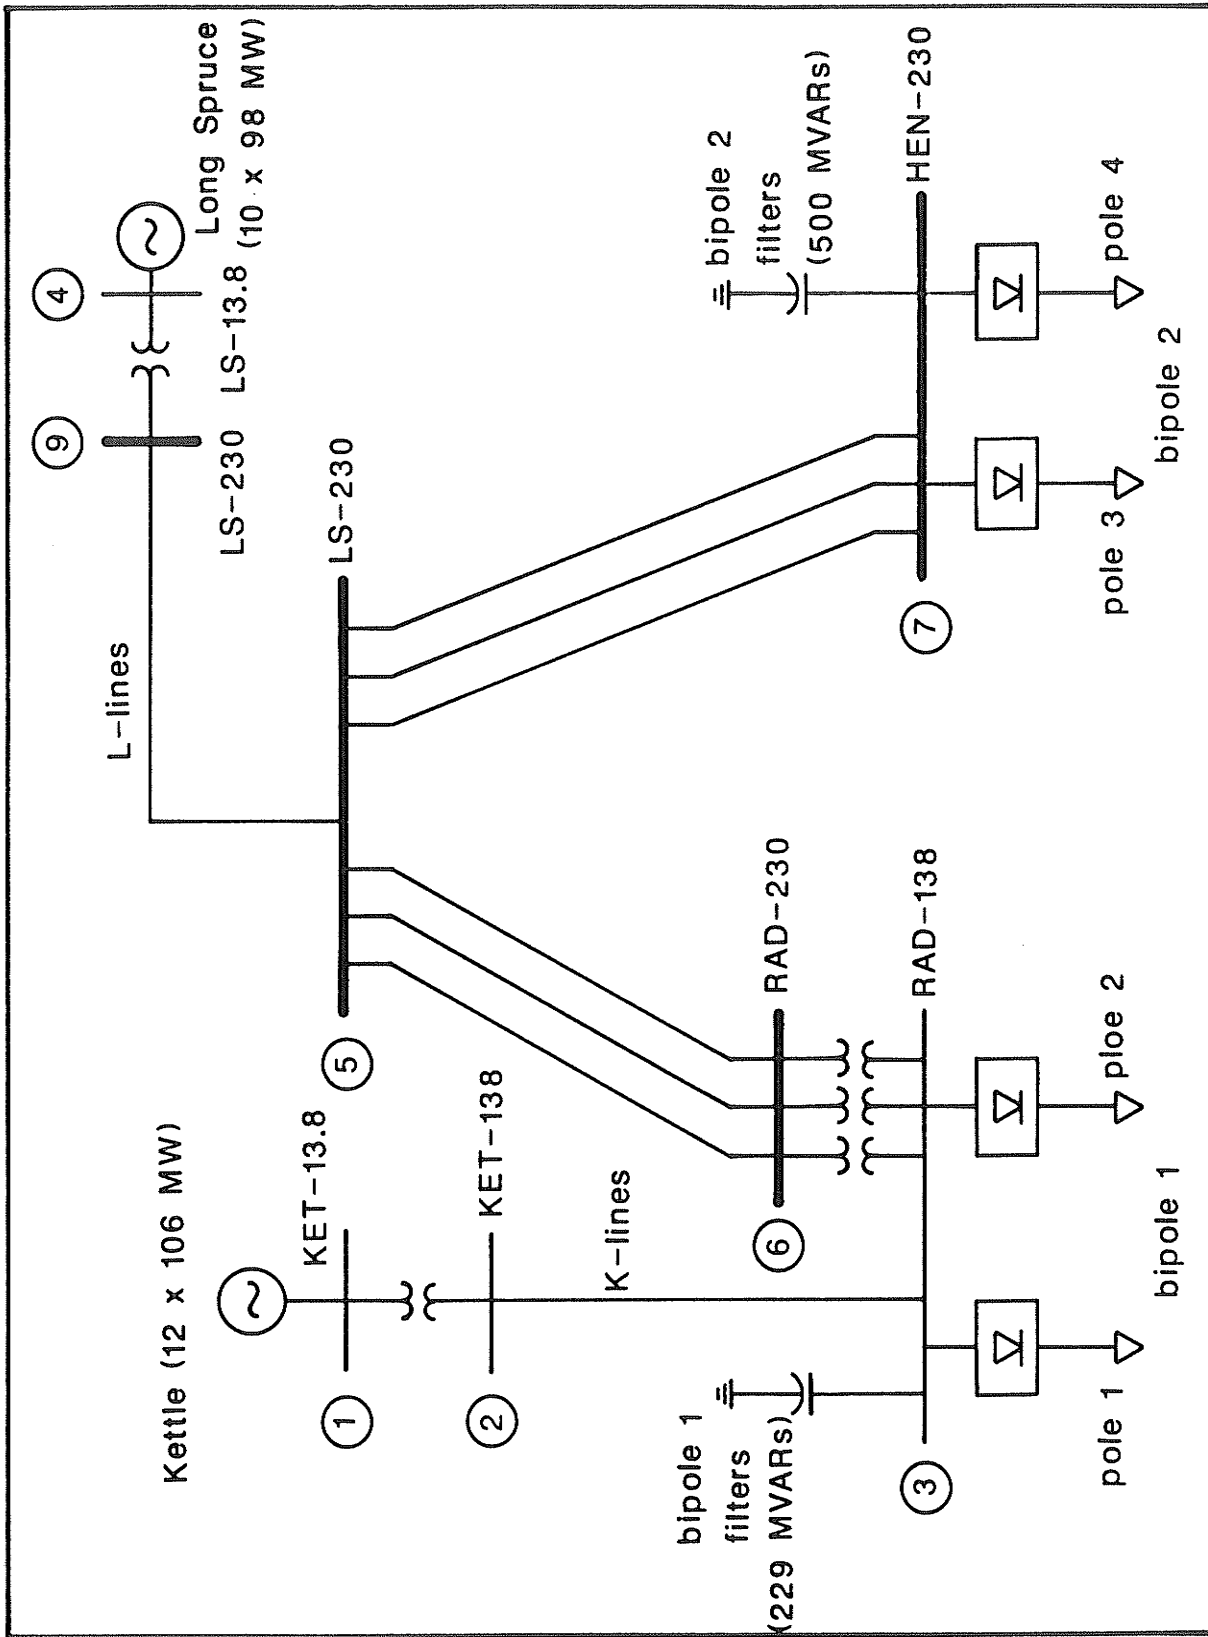 Kettle (12 x 106 MW)
KET-13.8
1
KET-138
2
K-lines
bipole 1
filters
(229 MVARs)
3
pole 1
bipole 1
ploe 2
RAD-138
RAD-230
6
5
LS-230
L-lines
9
LS-230
4
LS-13.8
Long Spruce
(10 x 98 MW)
bipole 2
filters
(500 MVARs)
HEN-230
7
pole 3
bipole 2
pole 4